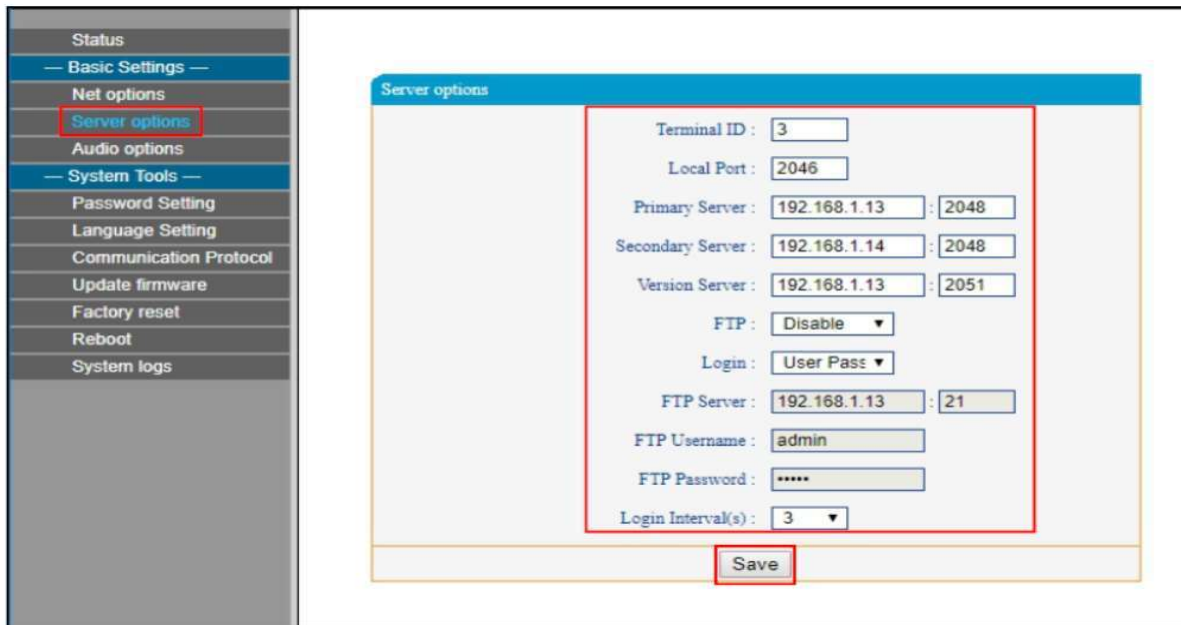 Status
— Basic Settings —
Net options
Server options
Audio options
— System Tools —
Password Setting
Language Setting
Communication Protocol
Update firmware
Factory reset
Reboot
System logs
Server options
Terminal ID : 3
Local Port : 2046
Primary Server : 192.168.1.13 : 2048
Secondary Server : 192.168.1.14 : 2048
Version Server : 192.168.1.13 : 2051
FTP : Disable
Login : User Pass
FTP Server : 192.168.1.13 : 21
FTP Username : admin
FTP Password : •••••
Login Interval(s) : 3
Save